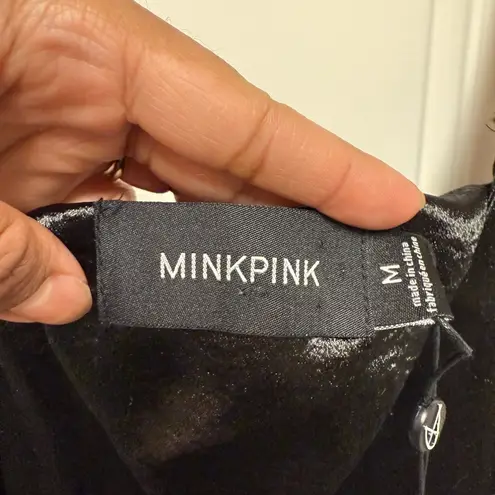 MINKPINK
M
made in china
fabriqué en chine